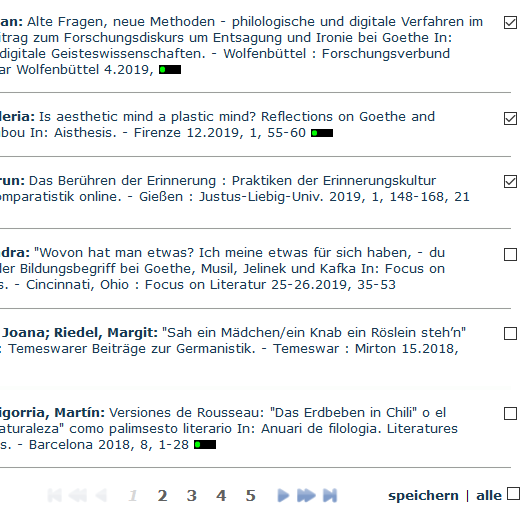 an: Alte Fragen, neue Methoden - philologische und digitale Verfahren im
itrag zum Forschungsdiskurs um Entsagung und Ironie bei Goethe In:
digitale Geisteswissenschaften. - Wolfenbüttel : Forschungsverbund
ar Wolfenbüttel 4.2019,
leria: Is aesthetic mind a plastic mind? Reflections on Goethe and
bou In: Aisthesis. - Firenze 12.2019, 1, 55-60
run: Das Berühren der Erinnerung : Praktiken der Erinnerungskultur
omparatistik online. - Gießen : Justus-Liebig-Univ. 2019, 1, 148-168, 21
dra: "Wovon hat man etwas? Ich meine etwas für sich haben, - du
der Bildungsbegriff bei Goethe, Musil, Jelinek und Kafka In: Focus on
s. - Cincinnati, Ohio : Focus on Literatur 25-26.2019, 35-53
Joana; Riedel, Margit: "Sah ein Mädchen/ein Knab ein Röslein steh'n"
: Temeswarer Beiträge zur Germanistik. - Temeswar : Mirton 15.2018,
igorria, Martín: Versiones de Rousseau: "Das Erdbeben in Chili" o el
aturaleza" como palimsesto literario In: Anuari de filologia. Literatures
s. - Barcelona 2018, 8, 1-28
1 2 3 4 5 speichern | alle